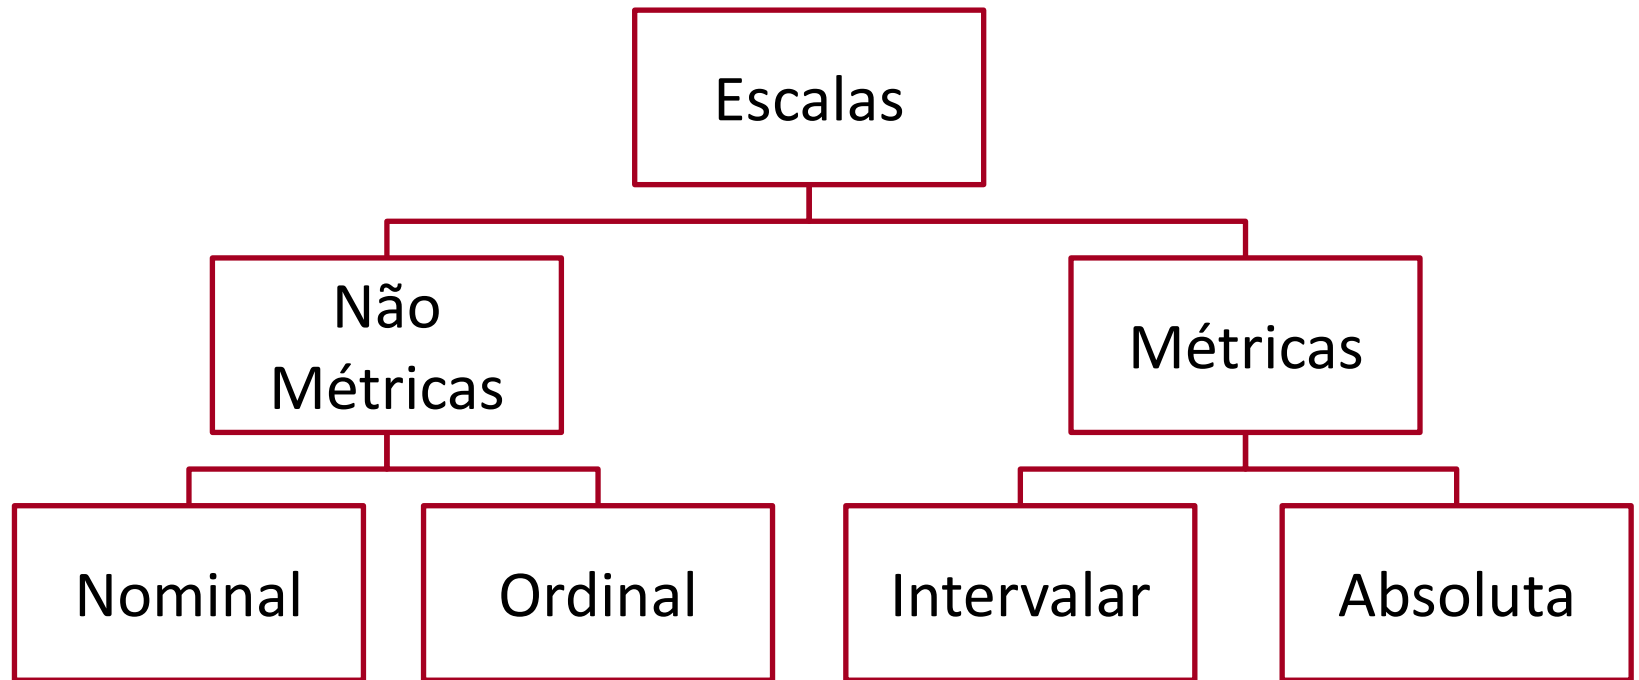 Escalas
Não
Métricas
Métricas
Nominal
Ordinal
Intervalar
Absoluta